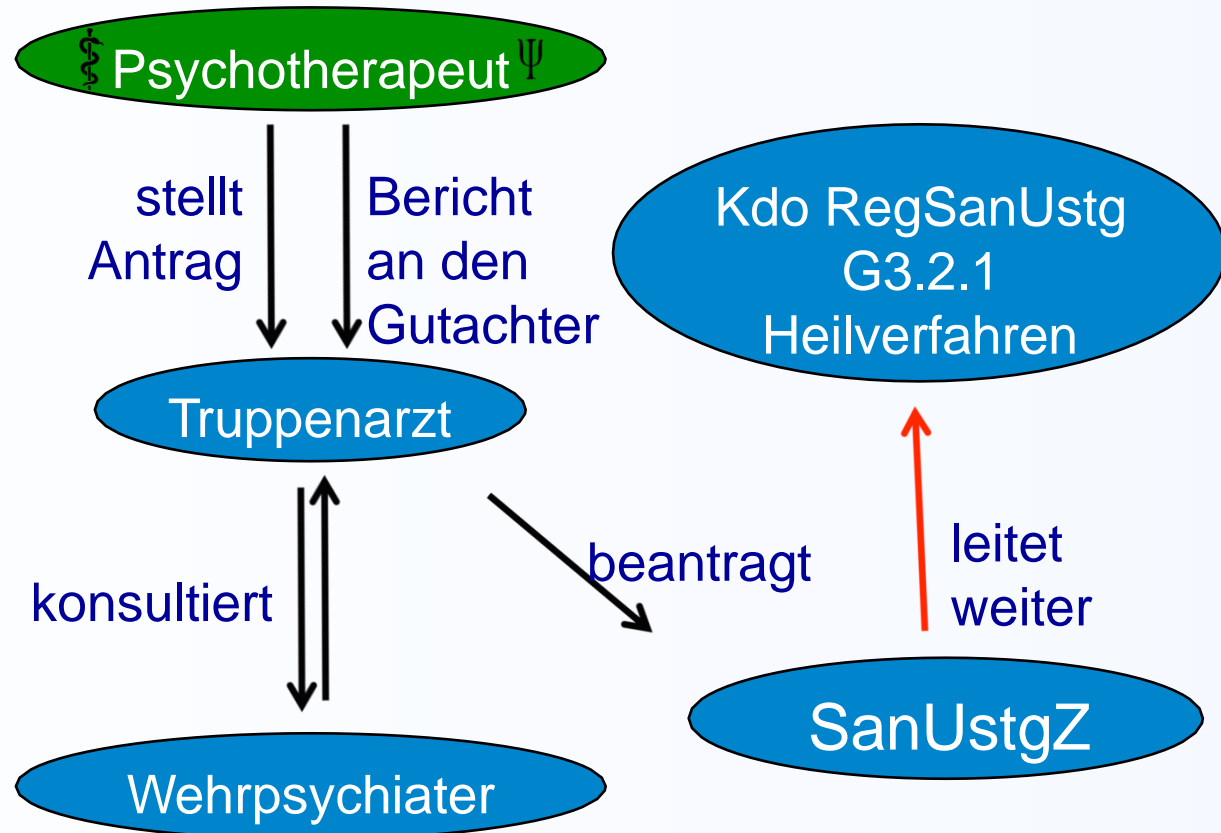 Psychotherapeut Ψ
stellt
Antrag
Bericht
an den
Gutachter
Kdo RegSanUstg
G3.2.1
Heilverfahren
Truppenarzt
konsultiert
beantragt
leitet
weiter
SanUstgZ
Wehrpsychiater